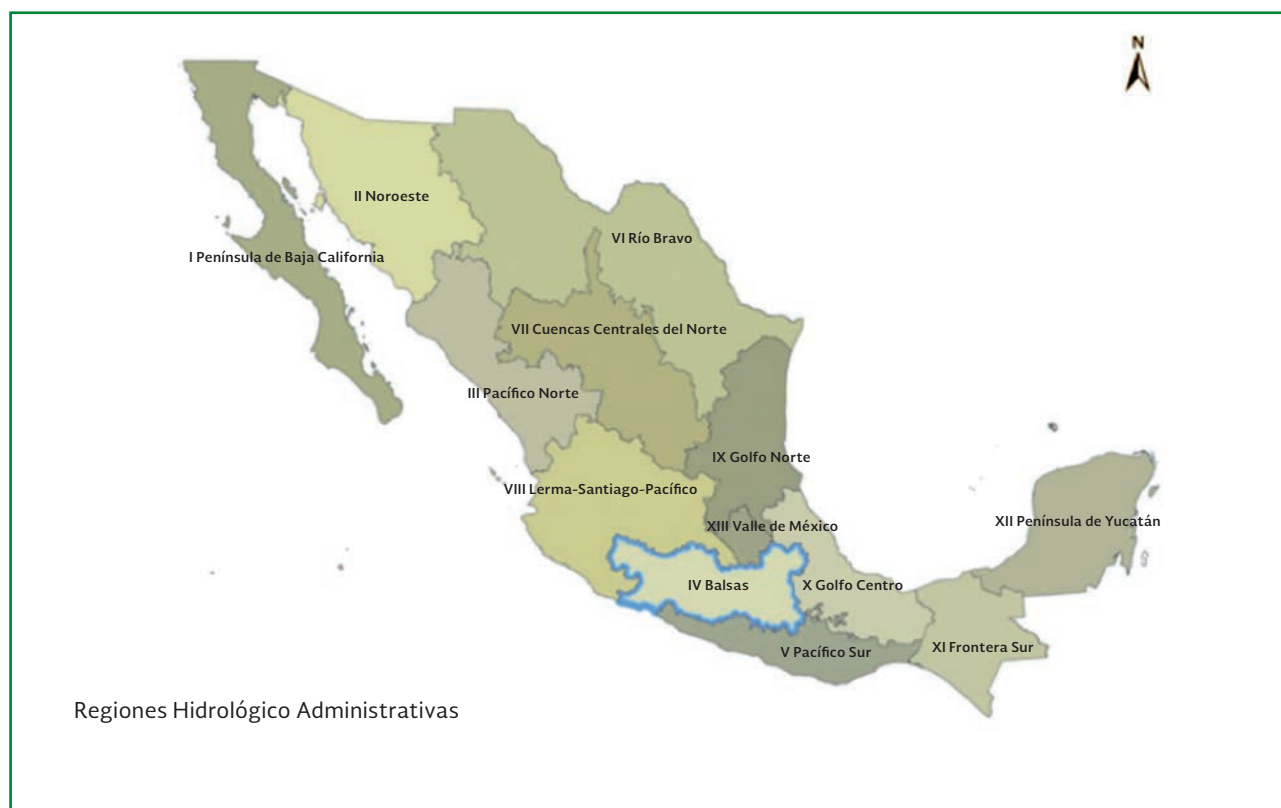 N
II Noroeste
VI Río Bravo
I Península de Baja California
VII Cuencas Centrales del Norte
III Pacífico Norte
IX Golfo Norte
VIII Lerma-Santiago-Pacífico
XIII Valle de México
XII Península de Yucatán
IV Balsas
X Golfo Centro
V Pacífico Sur
XI Frontera Sur
Regiones Hidrológico Administrativas